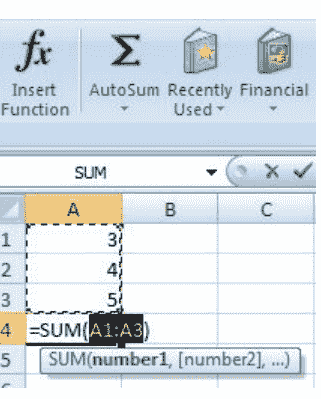 fx
Σ
Insert Function
AutoSum
Recently Used
Financial
SUM
A B C
1 3
2 4
3 5
4 =SUM(A1:A3)
5 SUM(number1, [number2], ...)